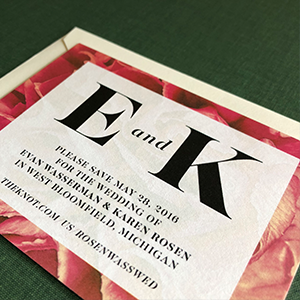 E and K
PLEASE SAVE MAY 28, 2016
FOR THE WEDDING OF
EVAN WASSERMAN & KAREN ROSEN
IN WEST BLOOMFIELD, MICHIGAN
THEKNOT.COM/US/ROSENWASSWED